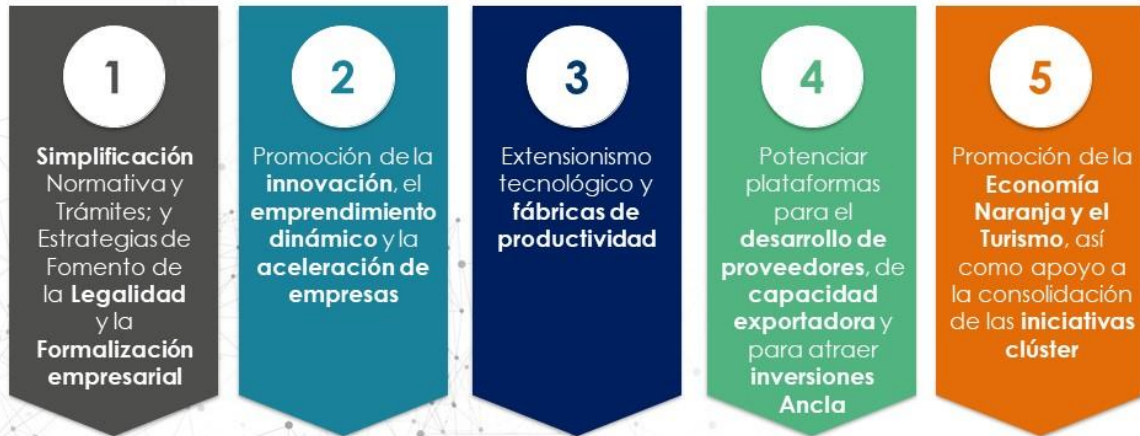 1
Simplificación
Normativa y
Trámites; y
Estrategias de
Fomento de
la Legalidad
y la
Formalización
empresarial
2
Promoción de la
innovación, el
emprendimiento
dinámico y la
aceleración de
empresas
3
Extensionismo
tecnológico y
fábricas de
productividad
4
Potenciar
plataformas
para el
desarrollo de
proveedores, de
capacidad
exportadora y
para atraer
inversiones
Ancla
5
Promoción de la
Economía
Naranja y el
Turismo, así
como apoyo a
la consolidación
de las iniciativas
clúster